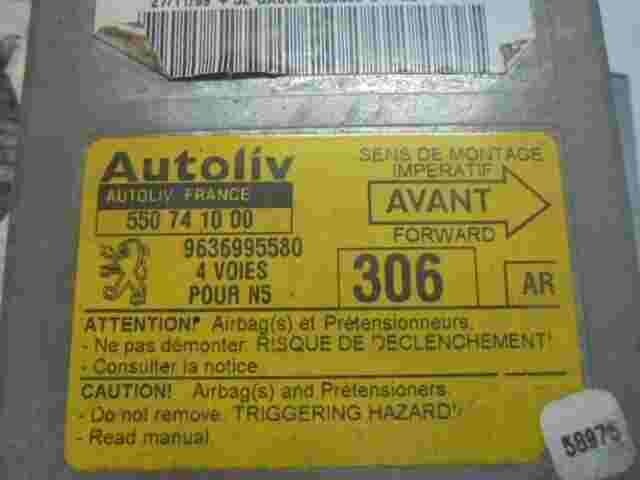 Autoliv
AUTOLIV FRANCE
550 74 10 00
9636995580
4 VOIES
POUR N5
SENS DE MONTAGE
IMPERATIF
AVANT
FORWARD
306
AR
ATTENTION! Airbag(s) et Prétensionneurs.
- Ne pas démonter. RISQUE DE DECLENCHEMENT!
- Consulter la notice
CAUTION! Airbag(s) and Prétensioners.
- Do not remove. TRIGGERING HAZARD!
- Read manual.
58975